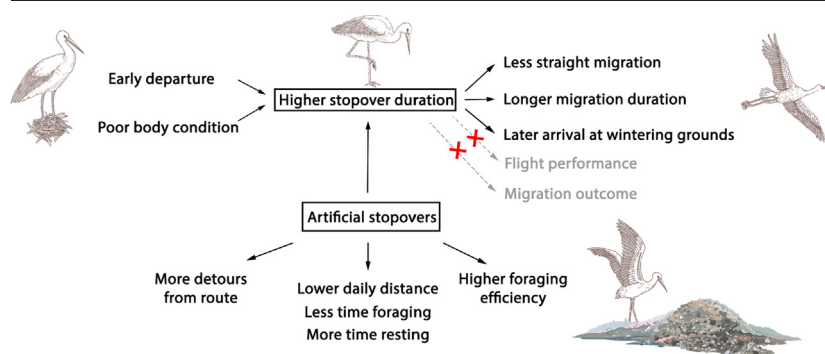 Early departure
Poor body condition
Higher stopover duration
Less straight migration
Longer migration duration
Later arrival at wintering grounds
Flight performance
Migration outcome
Artificial stopovers
More detours
from route
Lower daily distance
Less time foraging
More time resting
Higher foraging
efficiency